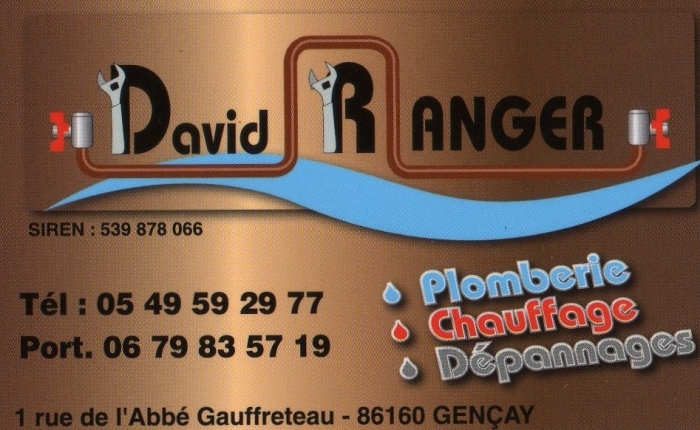 David RANGER
SIREN : 539 878 066
Tél : 05 49 59 29 77
Port. 06 79 83 57 19
Plomberie
Chauffage
Dépannages
1 rue de l'Abbé Gauffreteau - 86160 GENÇAY